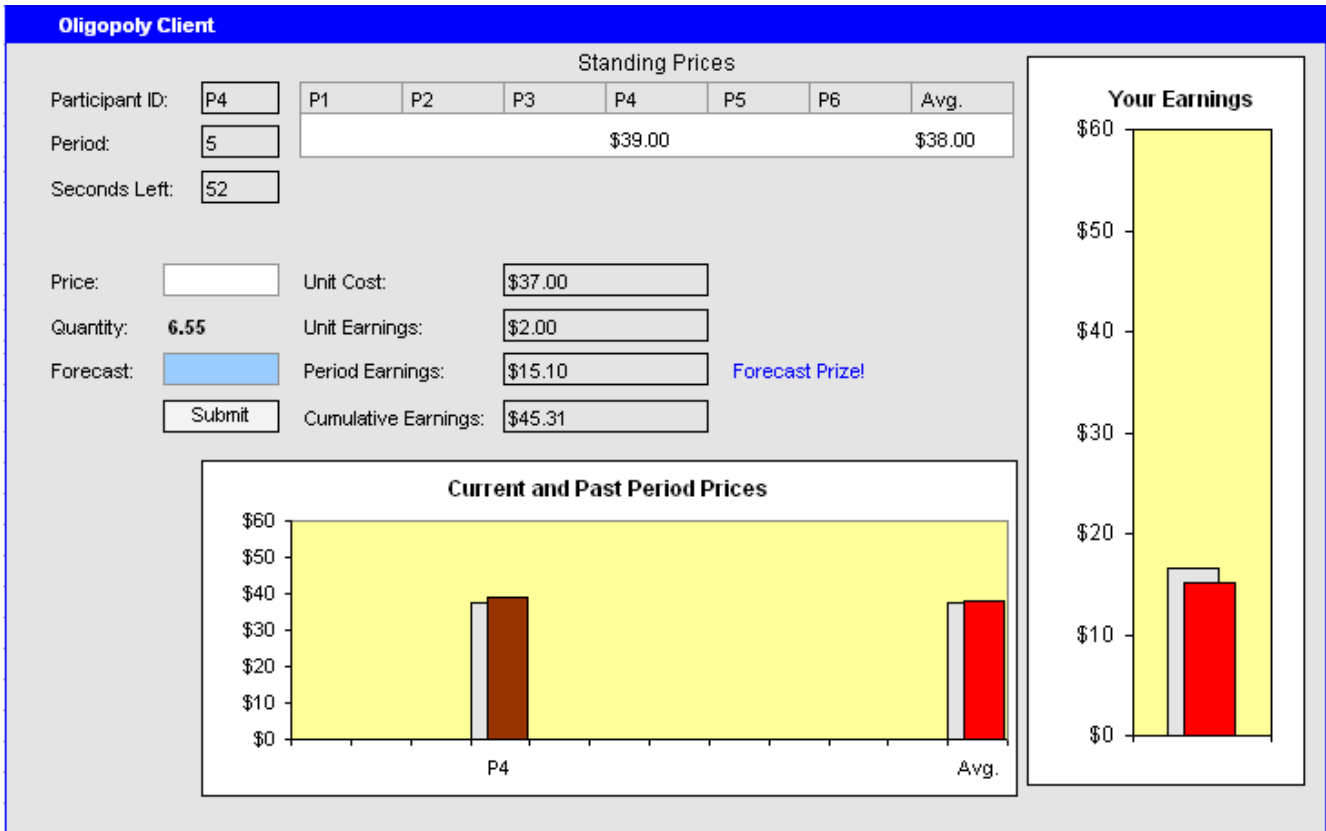 Oligopoly Client
Standing Prices
Participant ID: P4
P1 P2 P3 P4 P5 P6 Avg.
$39.00 $38.00
Period: 5
Seconds Left: 52
Price: Unit Cost: $37.00
Quantity: 6.55 Unit Earnings: $2.00
Forecast: Period Earnings: $15.10 Forecast Prize!
Submit Cumulative Earnings: $45.31
Current and Past Period Prices
$60
$50
$40
$30
$20
$10
$0
P4 Avg.
Your Earnings
$60
$50
$40
$30
$20
$10
$0